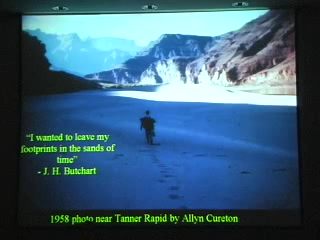 “I wanted to leave my
footprints in the sands of
time”
- J. H. Butchart
1958 photo near Tanner Rapid by Allyn Cureton